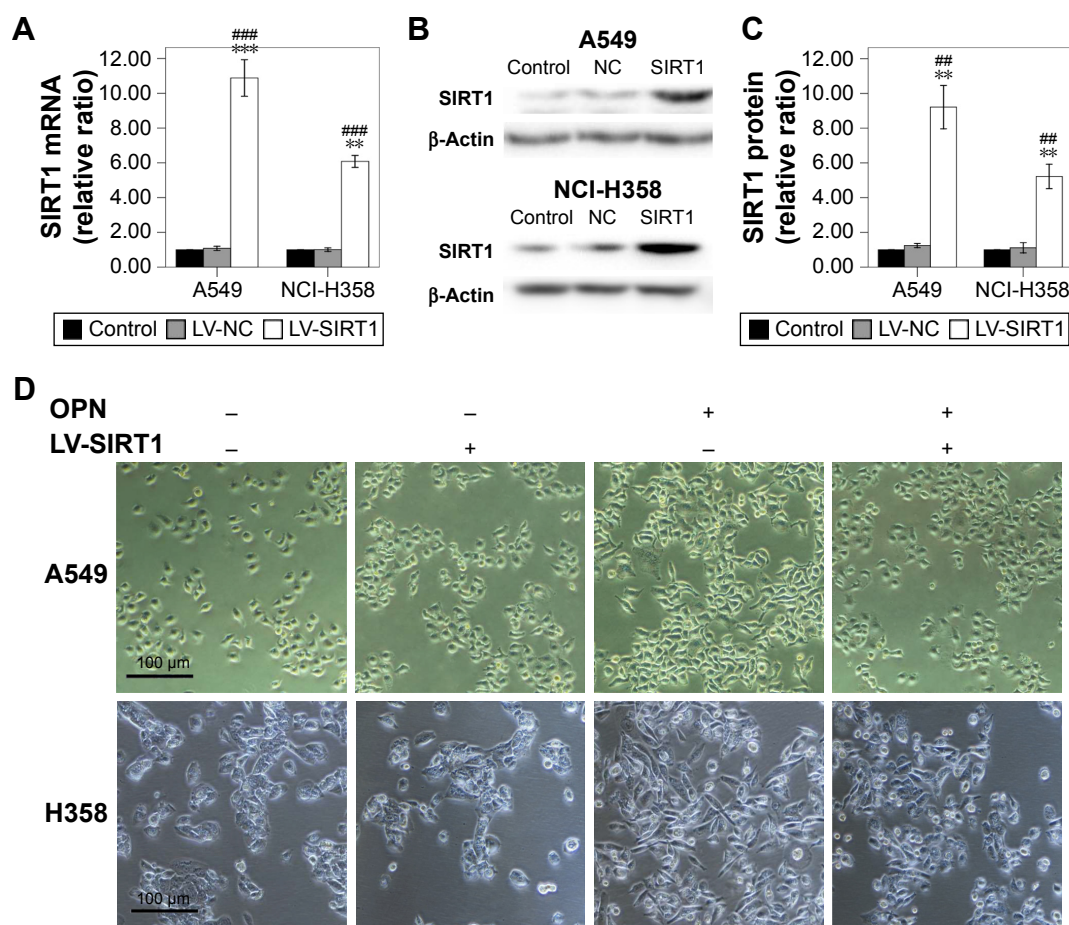 A
SIRT1 mRNA
(relative ratio)
12.00
10.00
8.00
6.00
4.00
2.00
0.00
###
***
###
**
A549
NCI-H358
Control
LV-NC
LV-SIRT1
B
A549
Control
NC
SIRT1
SIRT1
β-Actin
NCI-H358
Control
NC
SIRT1
SIRT1
β-Actin
C
SIRT1 protein
(relative ratio)
12.00
10.00
8.00
6.00
4.00
2.00
0.00
##
**
##
**
A549
NCI-H358
Control
LV-NC
LV-SIRT1
D
OPN – – + +
LV-SIRT1 – + – +
A549
100 µm
H358
100 µm